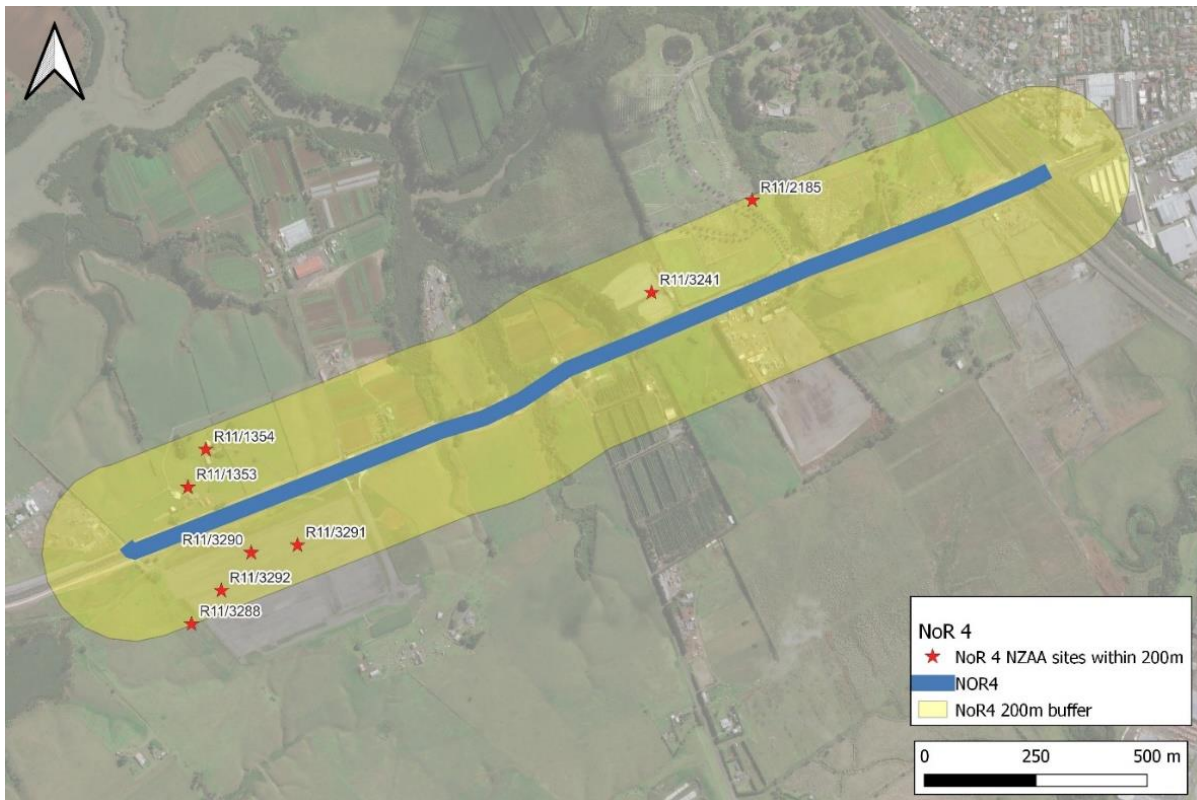 R11/2185
R11/3241
R11/1354
R11/1353
R11/3290
R11/3291
R11/3292
R11/3288
NoR 4
NoR 4 NZAA sites within 200m
NOR4
NoR4 200m buffer
0 250 500 m